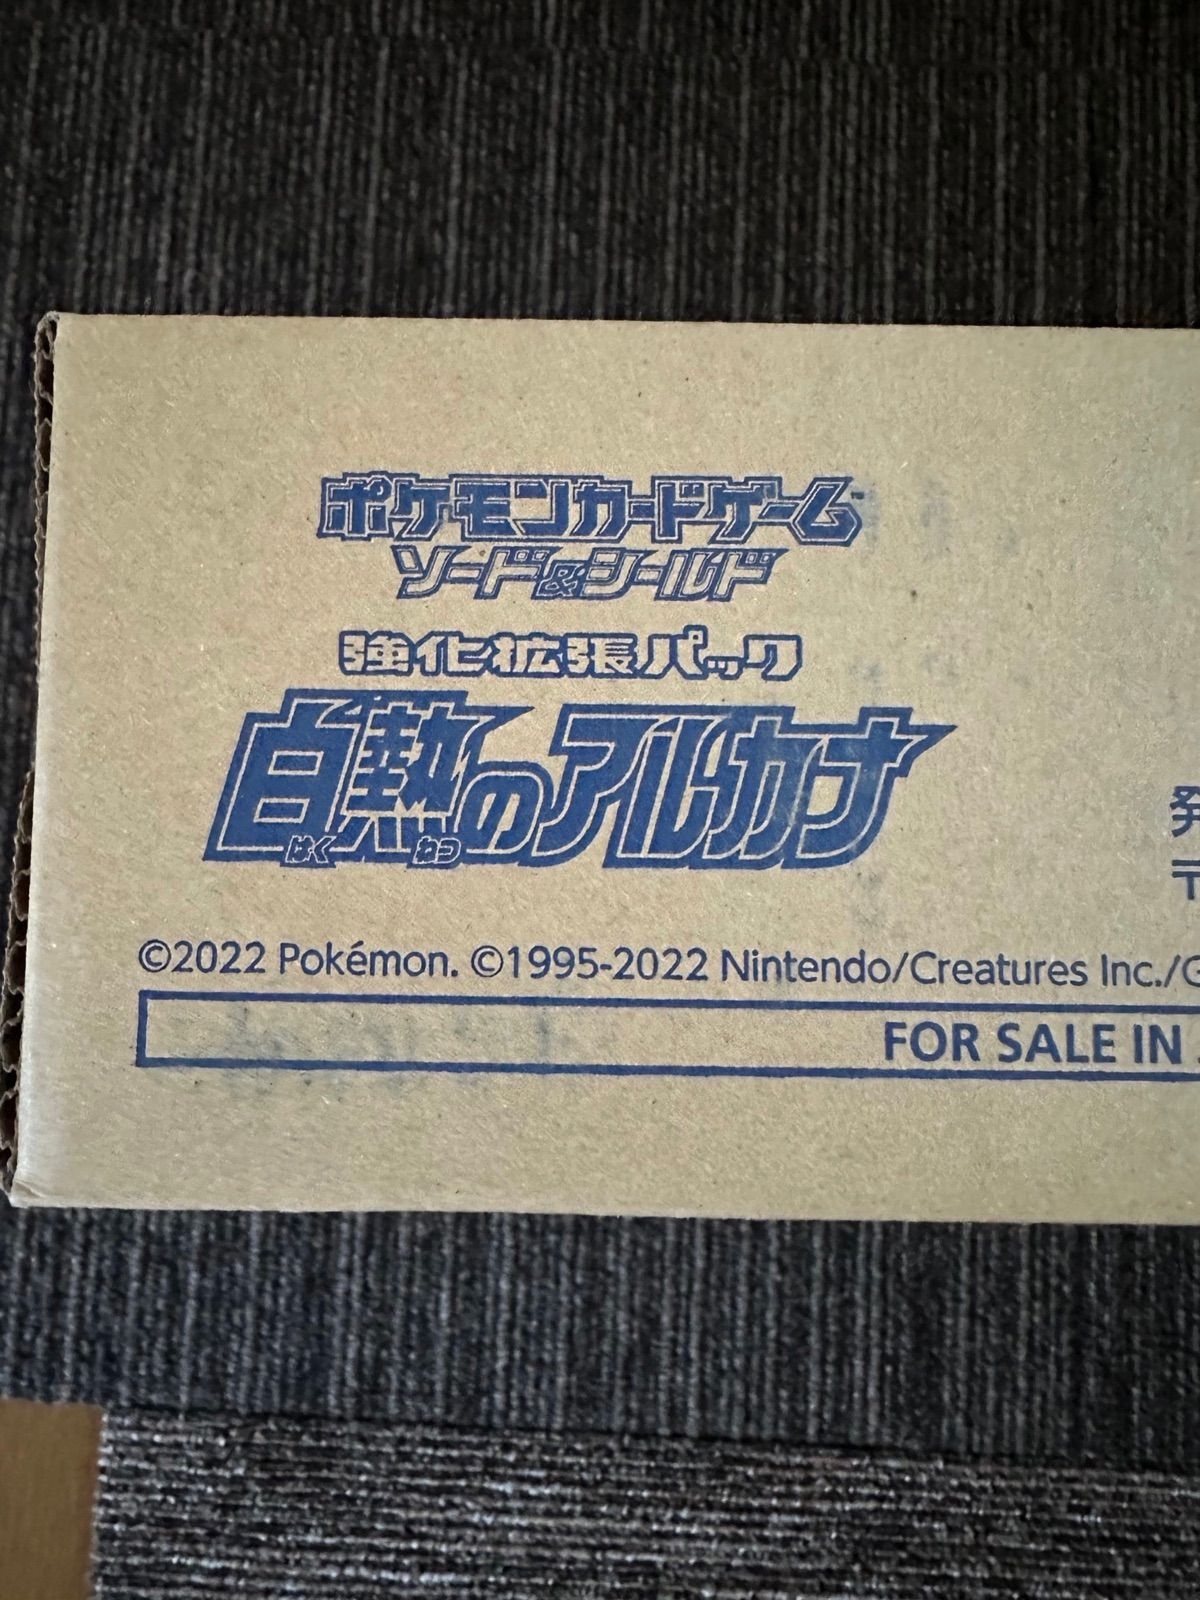 ポケモンカードゲーム
ソード&シールド
強化拡張パック
白熱のアルカナ
はく ねつ
発
〒
©2022 Pokémon. ©1995-2022 Nintendo/Creatures Inc./G
FOR SALE IN